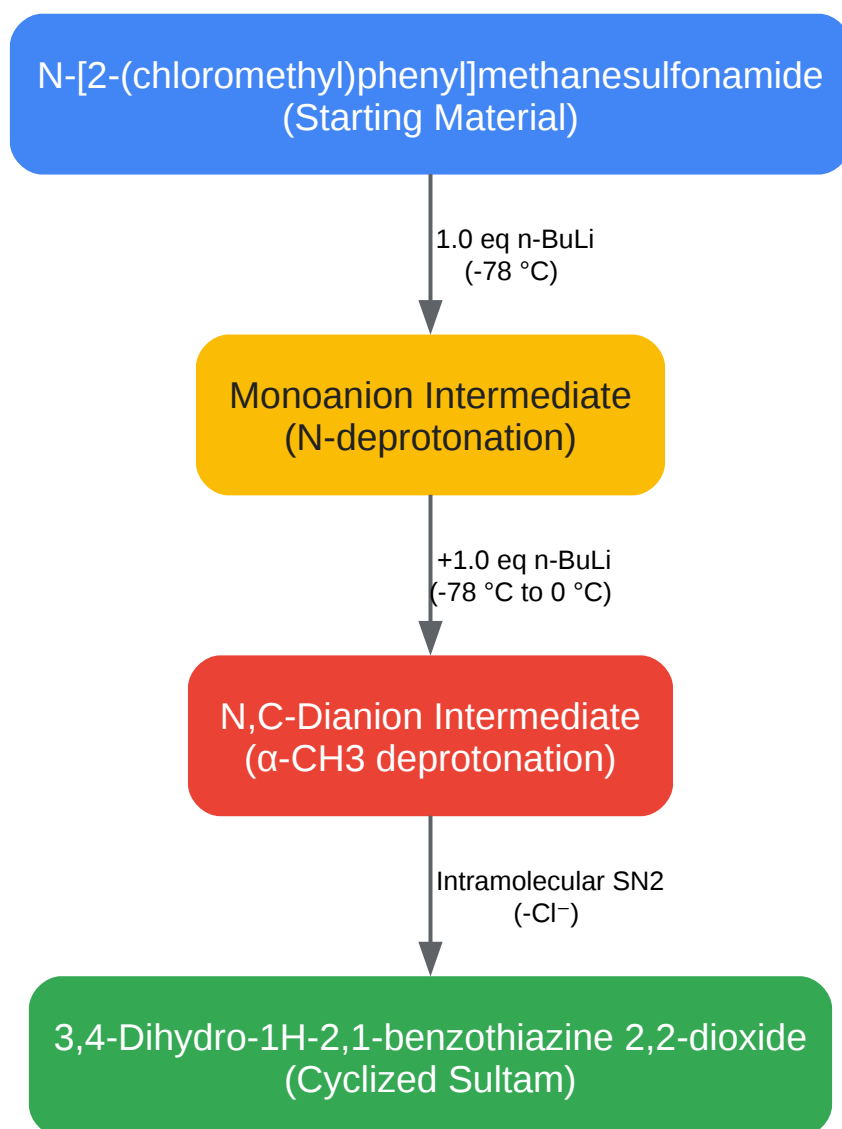 N-[2-(chloromethyl)phenyl]methanesulfonamide
(Starting Material)
1.0 eq n-BuLi
(-78 °C)
Monoanion Intermediate
(N-deprotonation)
+1.0 eq n-BuLi
(-78 °C to 0 °C)
N,C-Dianion Intermediate
(α-CH3 deprotonation)
Intramolecular SN2
(-Cl⁻)
3,4-Dihydro-1H-2,1-benzothiazine 2,2-dioxide
(Cyclized Sultam)